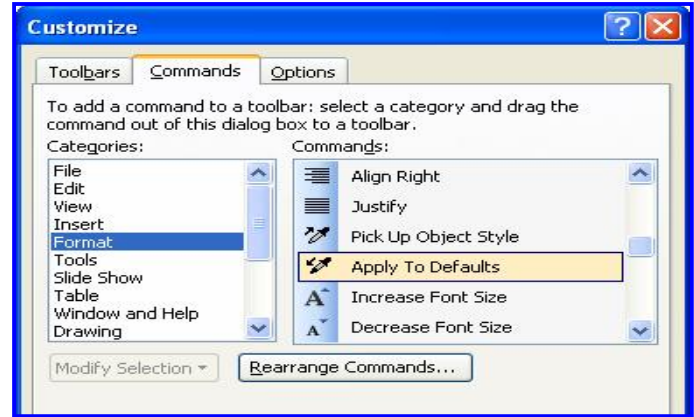 Customize
Toolbars Commands Options
To add a command to a toolbar: select a category and drag the
command out of this dialog box to a toolbar.
Categories:
File
Edit
View
Insert
Format
Tools
Slide Show
Table
Window and Help
Drawing
Commands:
Align Right
Justify
Pick Up Object Style
Apply To Defaults
Increase Font Size
Decrease Font Size
Modify Selection
Rearrange Commands...